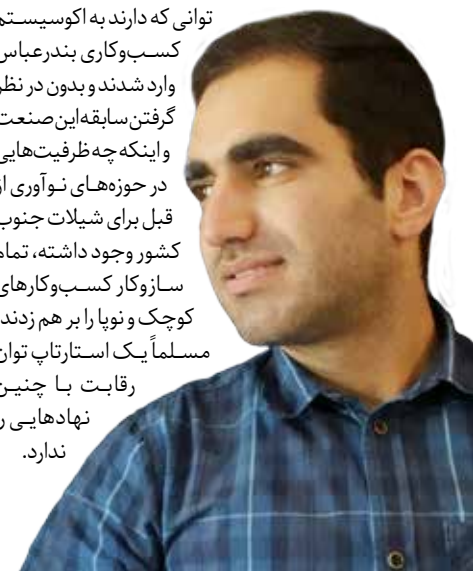 توانی که دارند به اکوسیستم
کسب‌وکاری بندرعباس
وارد شدند و بدون در نظر
گرفتن سابقه این صنعت
و اینکه چه ظرفیت‌هایی
در حوزه‌های نوآوری از
قبل برای شیلات جنوب
کشور وجود داشته، تمام
سازوکار کسب‌وکارهای
کوچک و نوپا را بر هم زدند.
مسلماً یک استارتاپ توان
رقابت با چنین
نهادهایی را
ندارد.